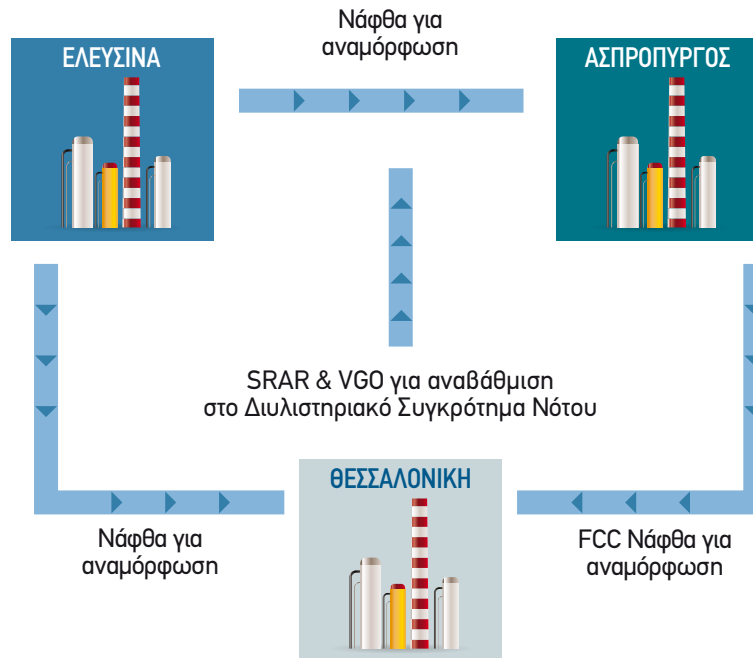 Νάφθα για
αναμόρφωση
ΕΛΕΥΣΙΝΑ
ΑΣΠΡΟΠΥΡΓΟΣ
SRAR & VGO για αναβάθμιση
στο Διυλιστηριακό Συγκρότημα Νότου
ΘΕΣΣΑΛΟΝΙΚΗ
Νάφθα για
αναμόρφωση
FCC Νάφθα για
αναμόρφωση